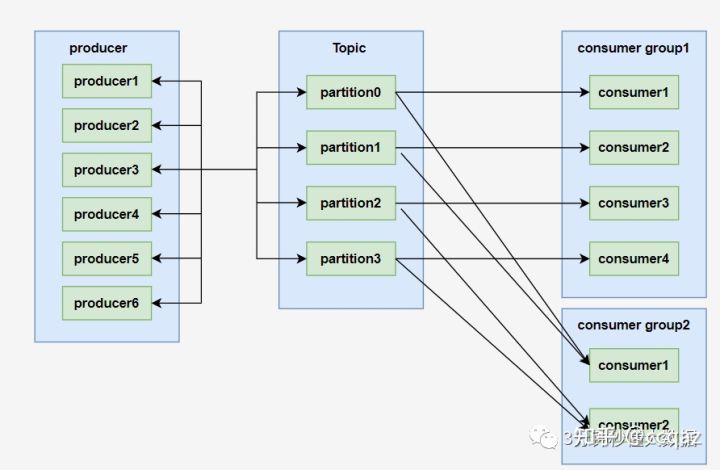 producer
producer1
producer2
producer3
producer4
producer5
producer6
Topic
partition0
partition1
partition2
partition3
consumer group1
consumer1
consumer2
consumer3
consumer4
consumer group2
consumer1
consumer2